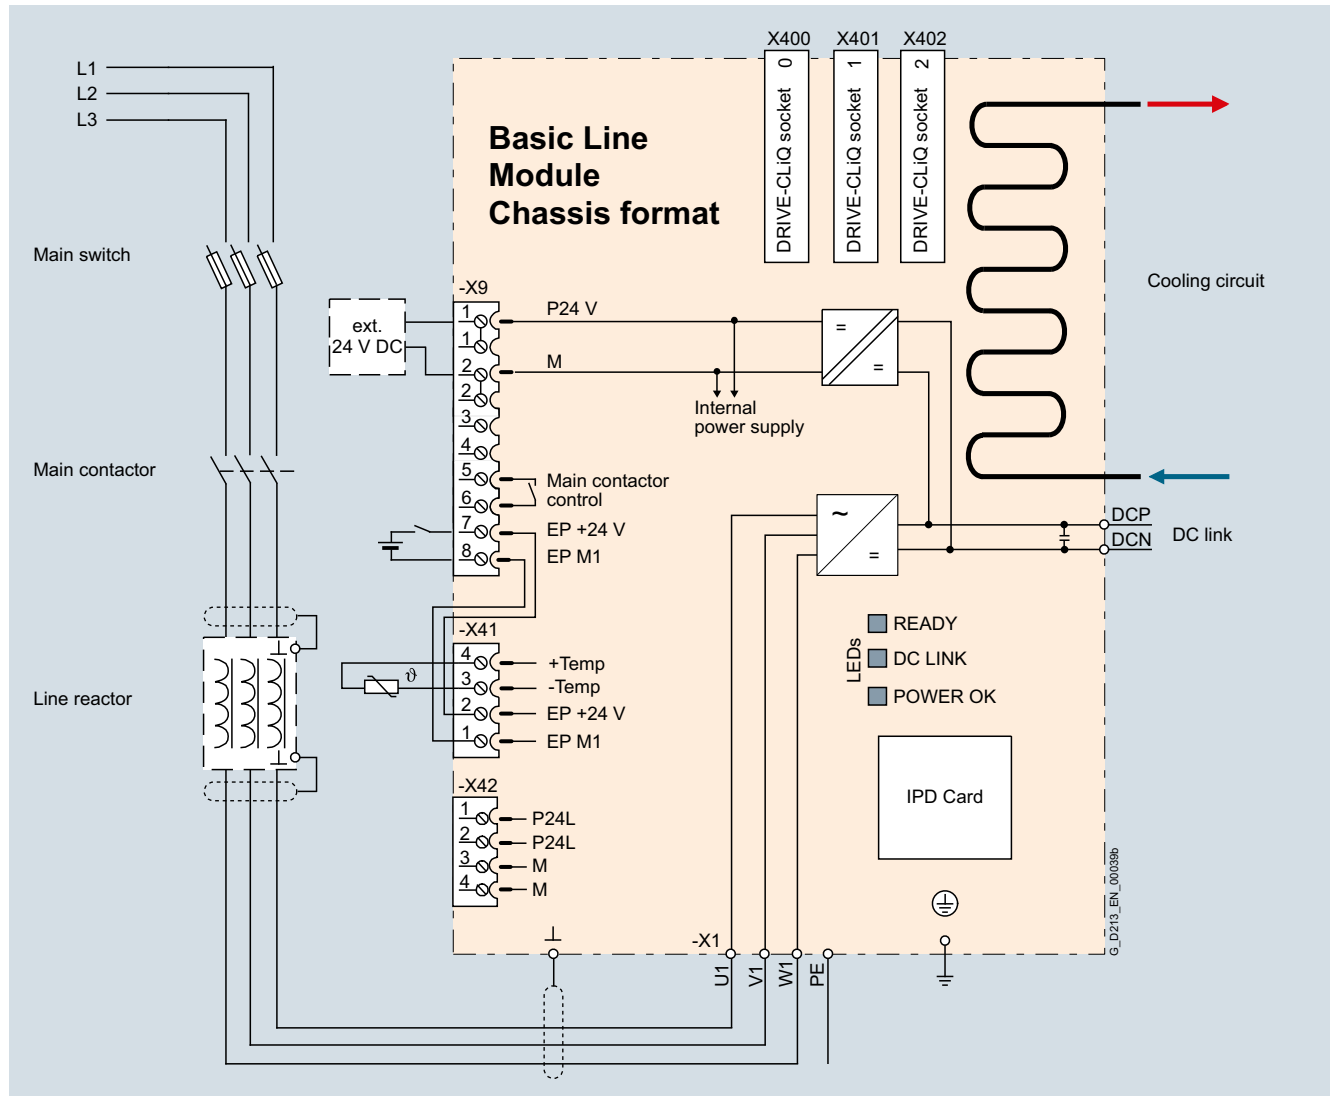 X400
X401
X402
L1
L2
L3
DRIVE-CLiQ socket 0
DRIVE-CLiQ socket 1
DRIVE-CLiQ socket 2
Basic Line
Module
Chassis format
Main switch
Cooling circuit
-X9
1
1
2
2
3
4
5
6
7
8
ext.
24 V DC
P24 V
M
=
=
Internal
power supply
Main contactor
Main contactor
control
EP +24 V
EP M1
~
=
DCP
DCN
DC link
-X41
4
3
2
1
ϑ
+Temp
-Temp
EP +24 V
EP M1
LEDs
READY
DC LINK
POWER OK
Line reactor
IPD Card
-X42
1
2
3
4
P24L
P24L
M
M
-X1
U1
V1
W1
PE
G_D213_EN_00039b